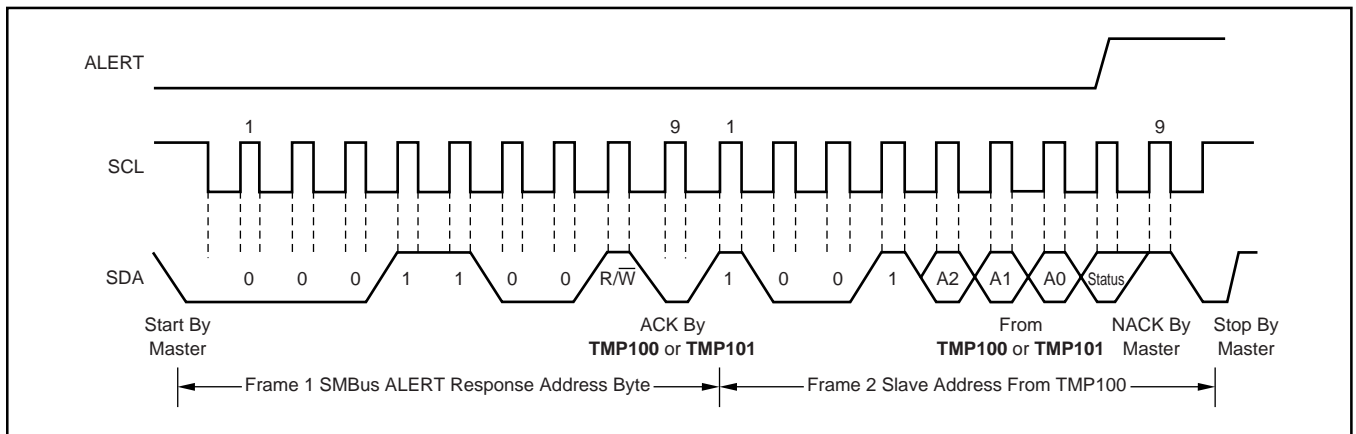 ALERT
1 9 1 9
SCL
SDA 0 0 0 1 1 0 0 R/W̅ 1 0 0 1 A2 A1 A0 Status
Start By Master
ACK By TMP100 or TMP101
From TMP100 or TMP101
NACK By Master
Stop By Master
Frame 1 SMBus ALERT Response Address Byte
Frame 2 Slave Address From TMP100